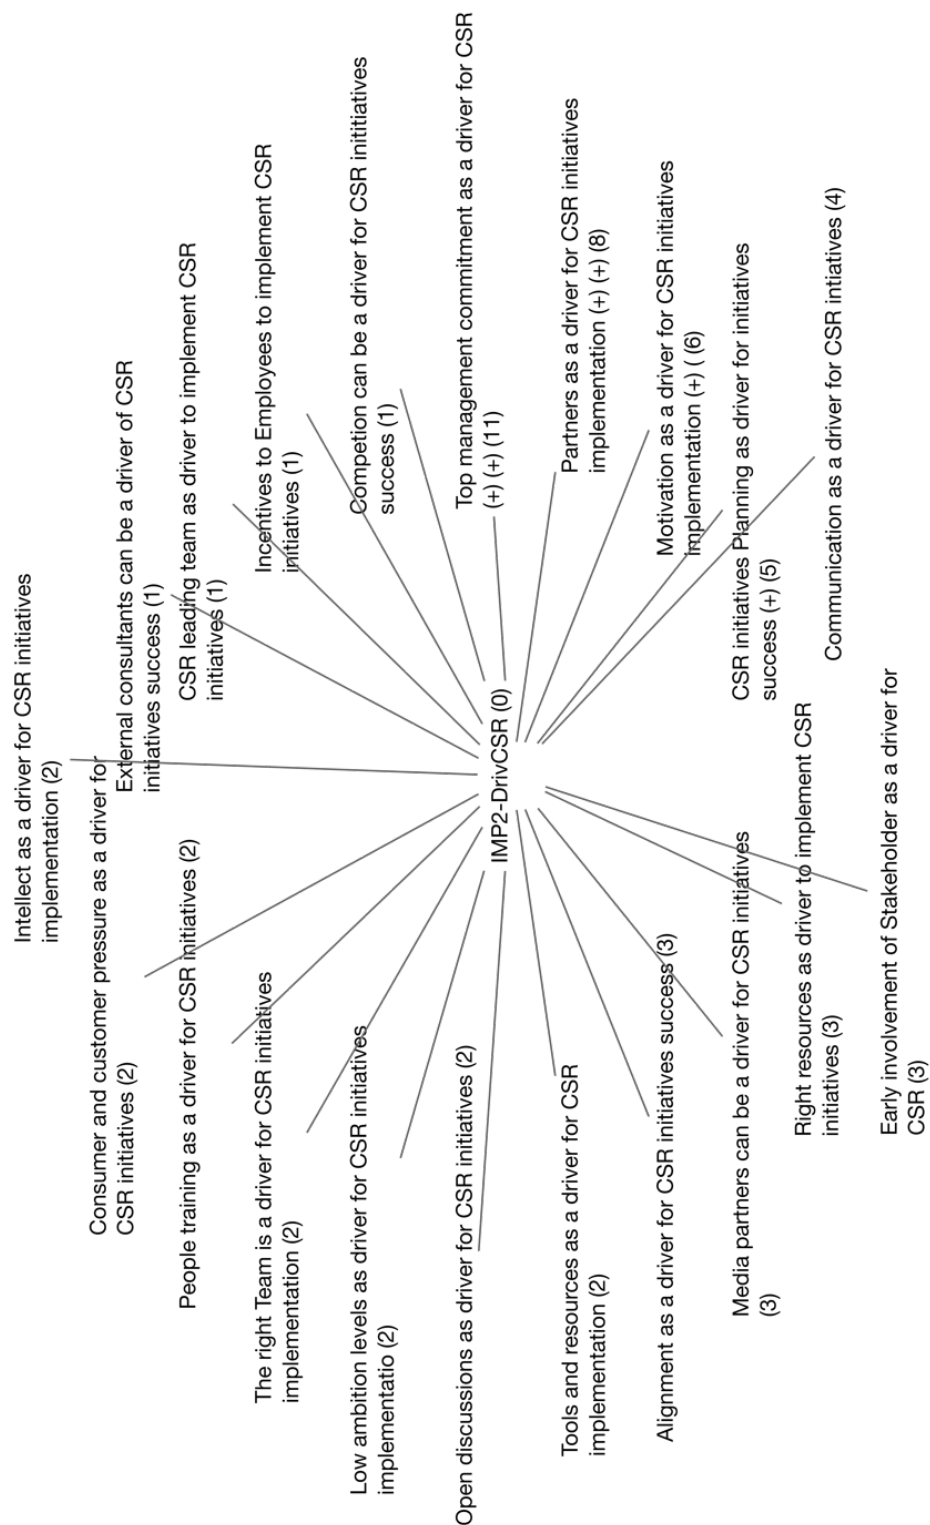 Intellect as a driver for CSR initiatives
implementation (2)
Consumer and customer pressure as a driver for
CSR initiatives (2)
External consultants can be a driver of CSR
initiatives success (1)
People training as a driver for CSR initiatives (2)
CSR leading team as driver to implement CSR
initiatives (1)
The right Team is a driver for CSR initiatives
implementation (2)
Incentives to Employees to implement CSR
initiatives (1)
Low ambition levels as driver for CSR initiatives
implementatio (2)
Competion can be a driver for CSR inititiatives
success (1)
Open discussions as driver for CSR initiatives (2)
Top management commitment as a driver for CSR
(+) (+) (11)
IMP2-DrivCSR (0)
Tools and resources as a driver for CSR
implementation (2)
Partners as a driver for CSR initiatives
implementation (+) (+) (8)
Alignment as a driver for CSR initiatives success (3)
Motivation as a driver for CSR initiatives
implementation (+) ( (6)
Media partners can be a driver for CSR initiatives
(3)
CSR initiatives Planning as driver for initiatives
success (+) (5)
Right resources as driver to implement CSR
initiatives (3)
Communication as a driver for CSR intiatives (4)
Early involvement of Stakeholder as a driver for
CSR (3)